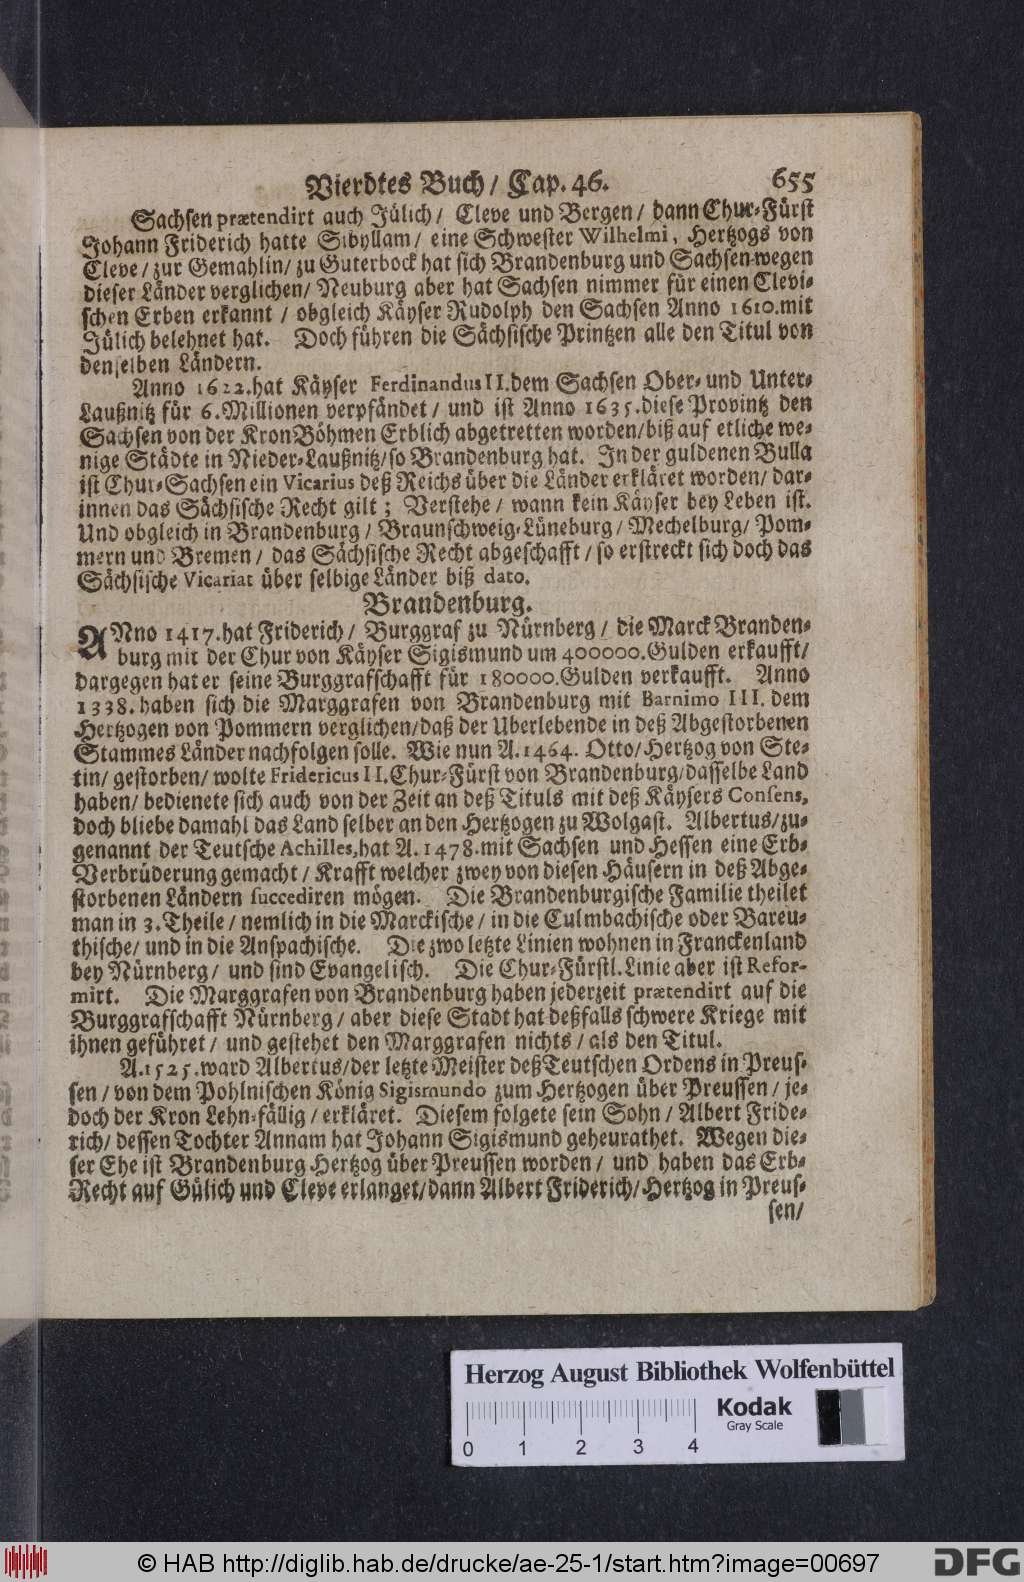 Vierdtes Buch / Cap. 46. 655
Sachsen prætendirt auch Jülich / Cleve und Bergen / dann Chur-Fürst
Johann Friderich hatte Sibyllam / eine Schwester Wilhelmi, Hertzogs von
Cleve / zur Gemahlin / zu Guterbock hat sich Brandenburg und Sachsen wegen
dieser Länder verglichen / Neuburg aber hat Sachsen nimmer für einen Clevi-
schen Erben erkannt / obgleich Käyser Rudolph den Sachsen Anno 1610. mit
Jülich belehnet hat. Doch führen die Sächsische Printzen alle den Titul von
denselben Ländern.
Anno 1622. hat Käyser Ferdinandus II. dem Sachsen Ober- und Unter-
Laußnitz für 6. Millionen verpfändet / und ist Anno 1635. diese Provintz den
Sachsen von der Kron Böhmen Erblich abgetretten worden / biß auf etliche we-
nige Städte in Nieder-Laußnitz / so Brandenburg hat. In der guldenen Bulla
ist Chur-Sachsen ein Vicarius deß Reichs über die Länder erkläret worden / dar-
innen das Sächsische Recht gilt ; Verstehe / wann kein Käyser bey Leben ist.
Und obgleich in Brandenburg / Braunschweig-Lüneburg / Mechelburg / Pom-
mern und Bremen / das Sächsische Recht abgeschafft / so erstreckt sich doch das
Sächsische Vicariat über selbige Länder biß dato.
Brandenburg.
ANno 1417. hat Friderich / Burggraf zu Nürnberg / die Marck Branden-
burg mit der Chur von Käyser Sigismund um 400000. Gulden erkaufft /
dargegen hat er seine Burggrafschafft für 180000. Gulden verkaufft. Anno
1338. haben sich die Marggrafen von Brandenburg mit Barnimo III. dem
Hertzogen von Pommern verglichen / daß der Uberlebende in deß Abgestorbenen
Stammes Länder nachfolgen solle. Wie nun A. 1464. Otto / Hertzog von Ste-
tin / gestorben / wolte Fridericus II. Chur-Fürst von Brandenburg / dasselbe Land
haben / bedienete sich auch von der Zeit an deß Tituls mit deß Käysers Consens,
doch bliebe damahl das Land selber an den Hertzogen zu Wolgast. Albertus / zu-
genannt der Teutsche Achilles, hat A. 1478. mit Sachsen und Hessen eine Erb-
Verbrüderung gemacht / Krafft welcher zwey von diesen Häusern in deß Abge-
storbenen Ländern succediren mögen. Die Brandenburgische Familie theilet
man in 3. Theile / nemlich in die Marckische / in die Culmbachische oder Bareu-
thische / und in die Anspachische. Die zwo letzte Linien wohnen in Franckenland
bey Nürnberg / und sind Evangelisch. Die Chur-Fürstl. Linie aber ist Refor-
mirt. Die Marggrafen von Brandenburg haben jederzeit prætendirt auf die
Burggrafschafft Nürnberg / aber diese Stadt hat deßfalls schwere Kriege mit
ihnen geführet / und gestehet den Marggrafen nichts / als den Titul.
A. 1525. ward Albertus / der letzte Meister deß Teutschen Ordens in Preus-
sen / von dem Pohlnischen König Sigismundo zum Hertzogen über Preussen / je-
doch der Kron Lehn-fällig / erkläret. Diesem folgete sein Sohn / Albert Fride-
rich / dessen Tochter Annam hat Johann Sigismund geheurathet. Wegen die-
ser Ehe ist Brandenburg Hertzog über Preussen worden / und haben das Erb-
Recht auf Gülich und Cleve erlanget / dann Albert Friderich / Hertzog in Preus-
sen /
Herzog August Bibliothek Wolfenbüttel
Kodak
Gray Scale
0 1 2 3 4
© HAB http://diglib.hab.de/drucke/ae-25-1/start.htm?image=00697
DFG